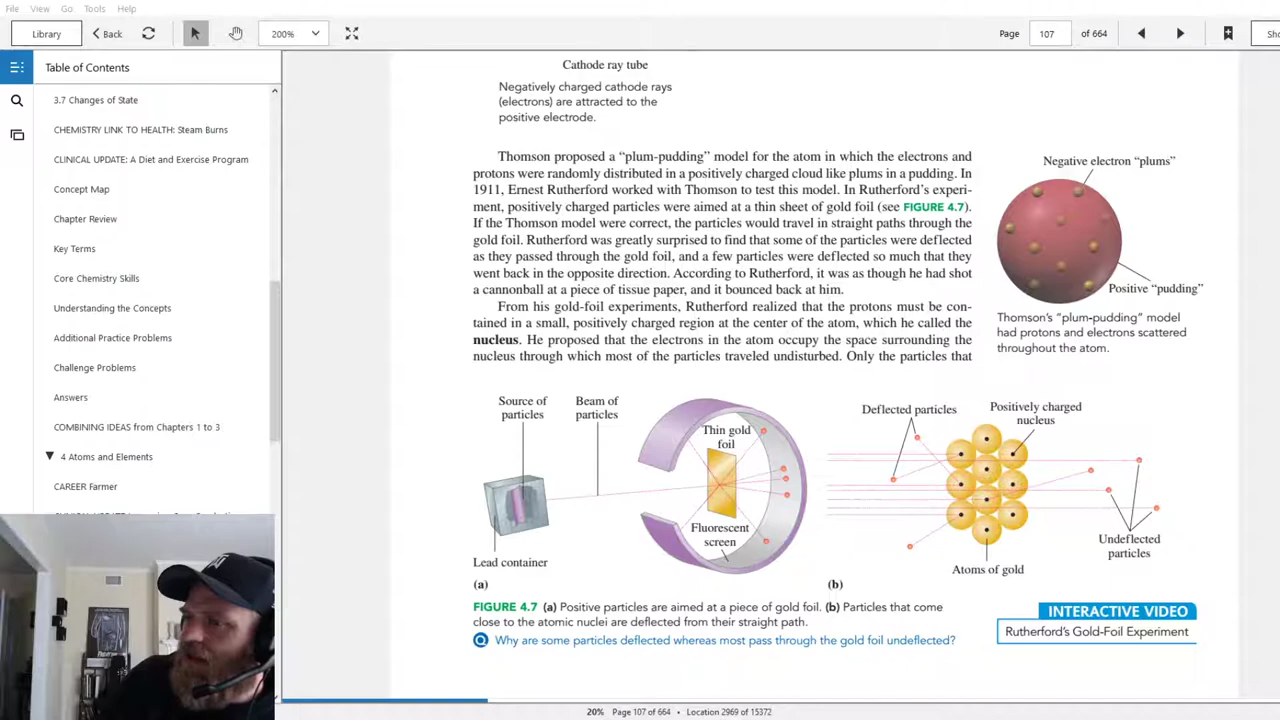 File View Go Tools Help
Library Back 200% Page 107 of 664
Table of Contents
3.7 Changes of State
CHEMISTRY LINK TO HEALTH: Steam Burns
CLINICAL UPDATE: A Diet and Exercise Program
Concept Map
Chapter Review
Key Terms
Core Chemistry Skills
Understanding the Concepts
Additional Practice Problems
Challenge Problems
Answers
COMBINING IDEAS from Chapters 1 to 3
4 Atoms and Elements
CAREER Farmer
Cathode ray tube
Negatively charged cathode rays
(electrons) are attracted to the
positive electrode.
Thomson proposed a “plum-pudding” model for the atom in which the electrons and
protons were randomly distributed in a positively charged cloud like plums in a pudding. In
1911, Ernest Rutherford worked with Thomson to test this model. In Rutherford’s experi-
ment, positively charged particles were aimed at a thin sheet of gold foil (see FIGURE 4.7).
If the Thomson model were correct, the particles would travel in straight paths through the
gold foil. Rutherford was greatly surprised to find that some of the particles were deflected
as they passed through the gold foil, and a few particles were deflected so much that they
went back in the opposite direction. According to Rutherford, it was as though he had shot
a cannonball at a piece of tissue paper, and it bounced back at him.
From his gold-foil experiments, Rutherford realized that the protons must be con-
tained in a small, positively charged region at the center of the atom, which he called the
nucleus. He proposed that the electrons in the atom occupy the space surrounding the
nucleus through which most of the particles traveled undisturbed. Only the particles that
Negative electron “plums”
Positive “pudding”
Thomson’s “plum-pudding” model
had protons and electrons scattered
throughout the atom.
Source of
particles
Beam of
particles
Thin gold
foil
Fluorescent
screen
Lead container
(a)
Deflected particles
Positively charged
nucleus
Undeflected
particles
Atoms of gold
(b)
FIGURE 4.7 (a) Positive particles are aimed at a piece of gold foil. (b) Particles that come
close to the atomic nuclei are deflected from their straight path.
Q Why are some particles deflected whereas most pass through the gold foil undeflected?
INTERACTIVE VIDEO
Rutherford’s Gold-Foil Experiment
20% Page 107 of 664 • Location 2969 of 15372